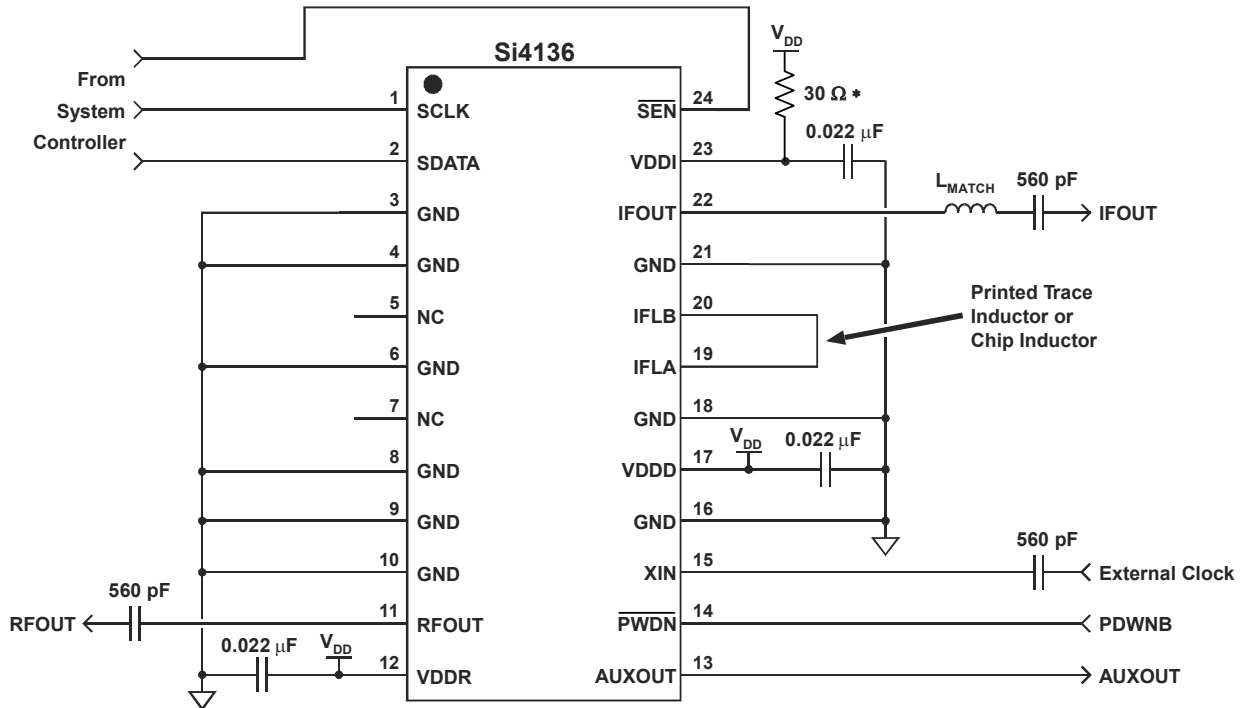 Si4136
From
System
Controller
1 SCLK
2 SDATA
3 GND
4 GND
5 NC
6 GND
7 NC
8 GND
9 GND
10 GND
11 RFOUT
12 VDDR
560 pF
RFOUT
0.022 µF
VDD
24 SEN
23 VDDI
22 IFOUT
21 GND
20 IFLB
19 IFLA
18 GND
17 VDDD
16 GND
15 XIN
14 PWDN
13 AUXOUT
VDD
30 Ω *
0.022 µF
LMATCH
560 pF
IFOUT
Printed Trace
Inductor or
Chip Inductor
VDD
0.022 µF
560 pF
External Clock
PDWNB
AUXOUT